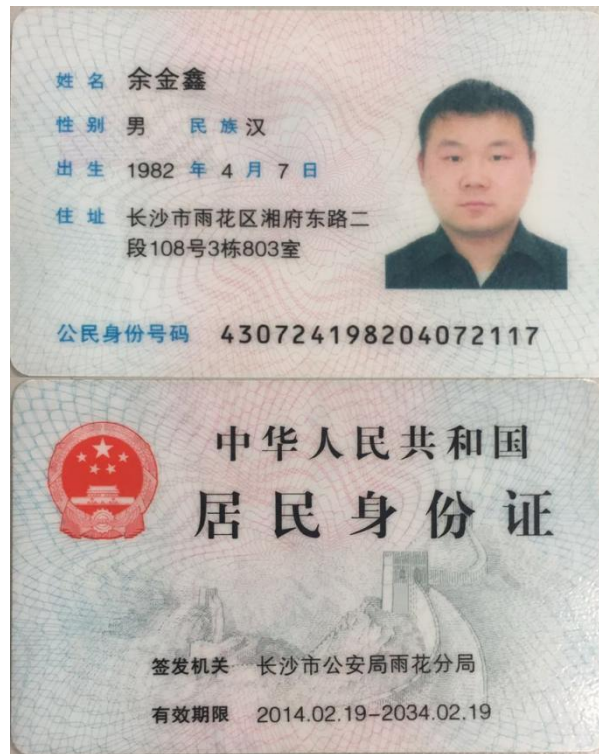 姓名 余金鑫
性别 男 民族 汉
出生 1982 年 4 月 7 日
住址 长沙市雨花区湘府东路二
段108号3栋803室
公民身份号码 430724198204072117
中华人民共和国
居民身份证
签发机关 长沙市公安局雨花分局
有效期限 2014.02.19-2034.02.19